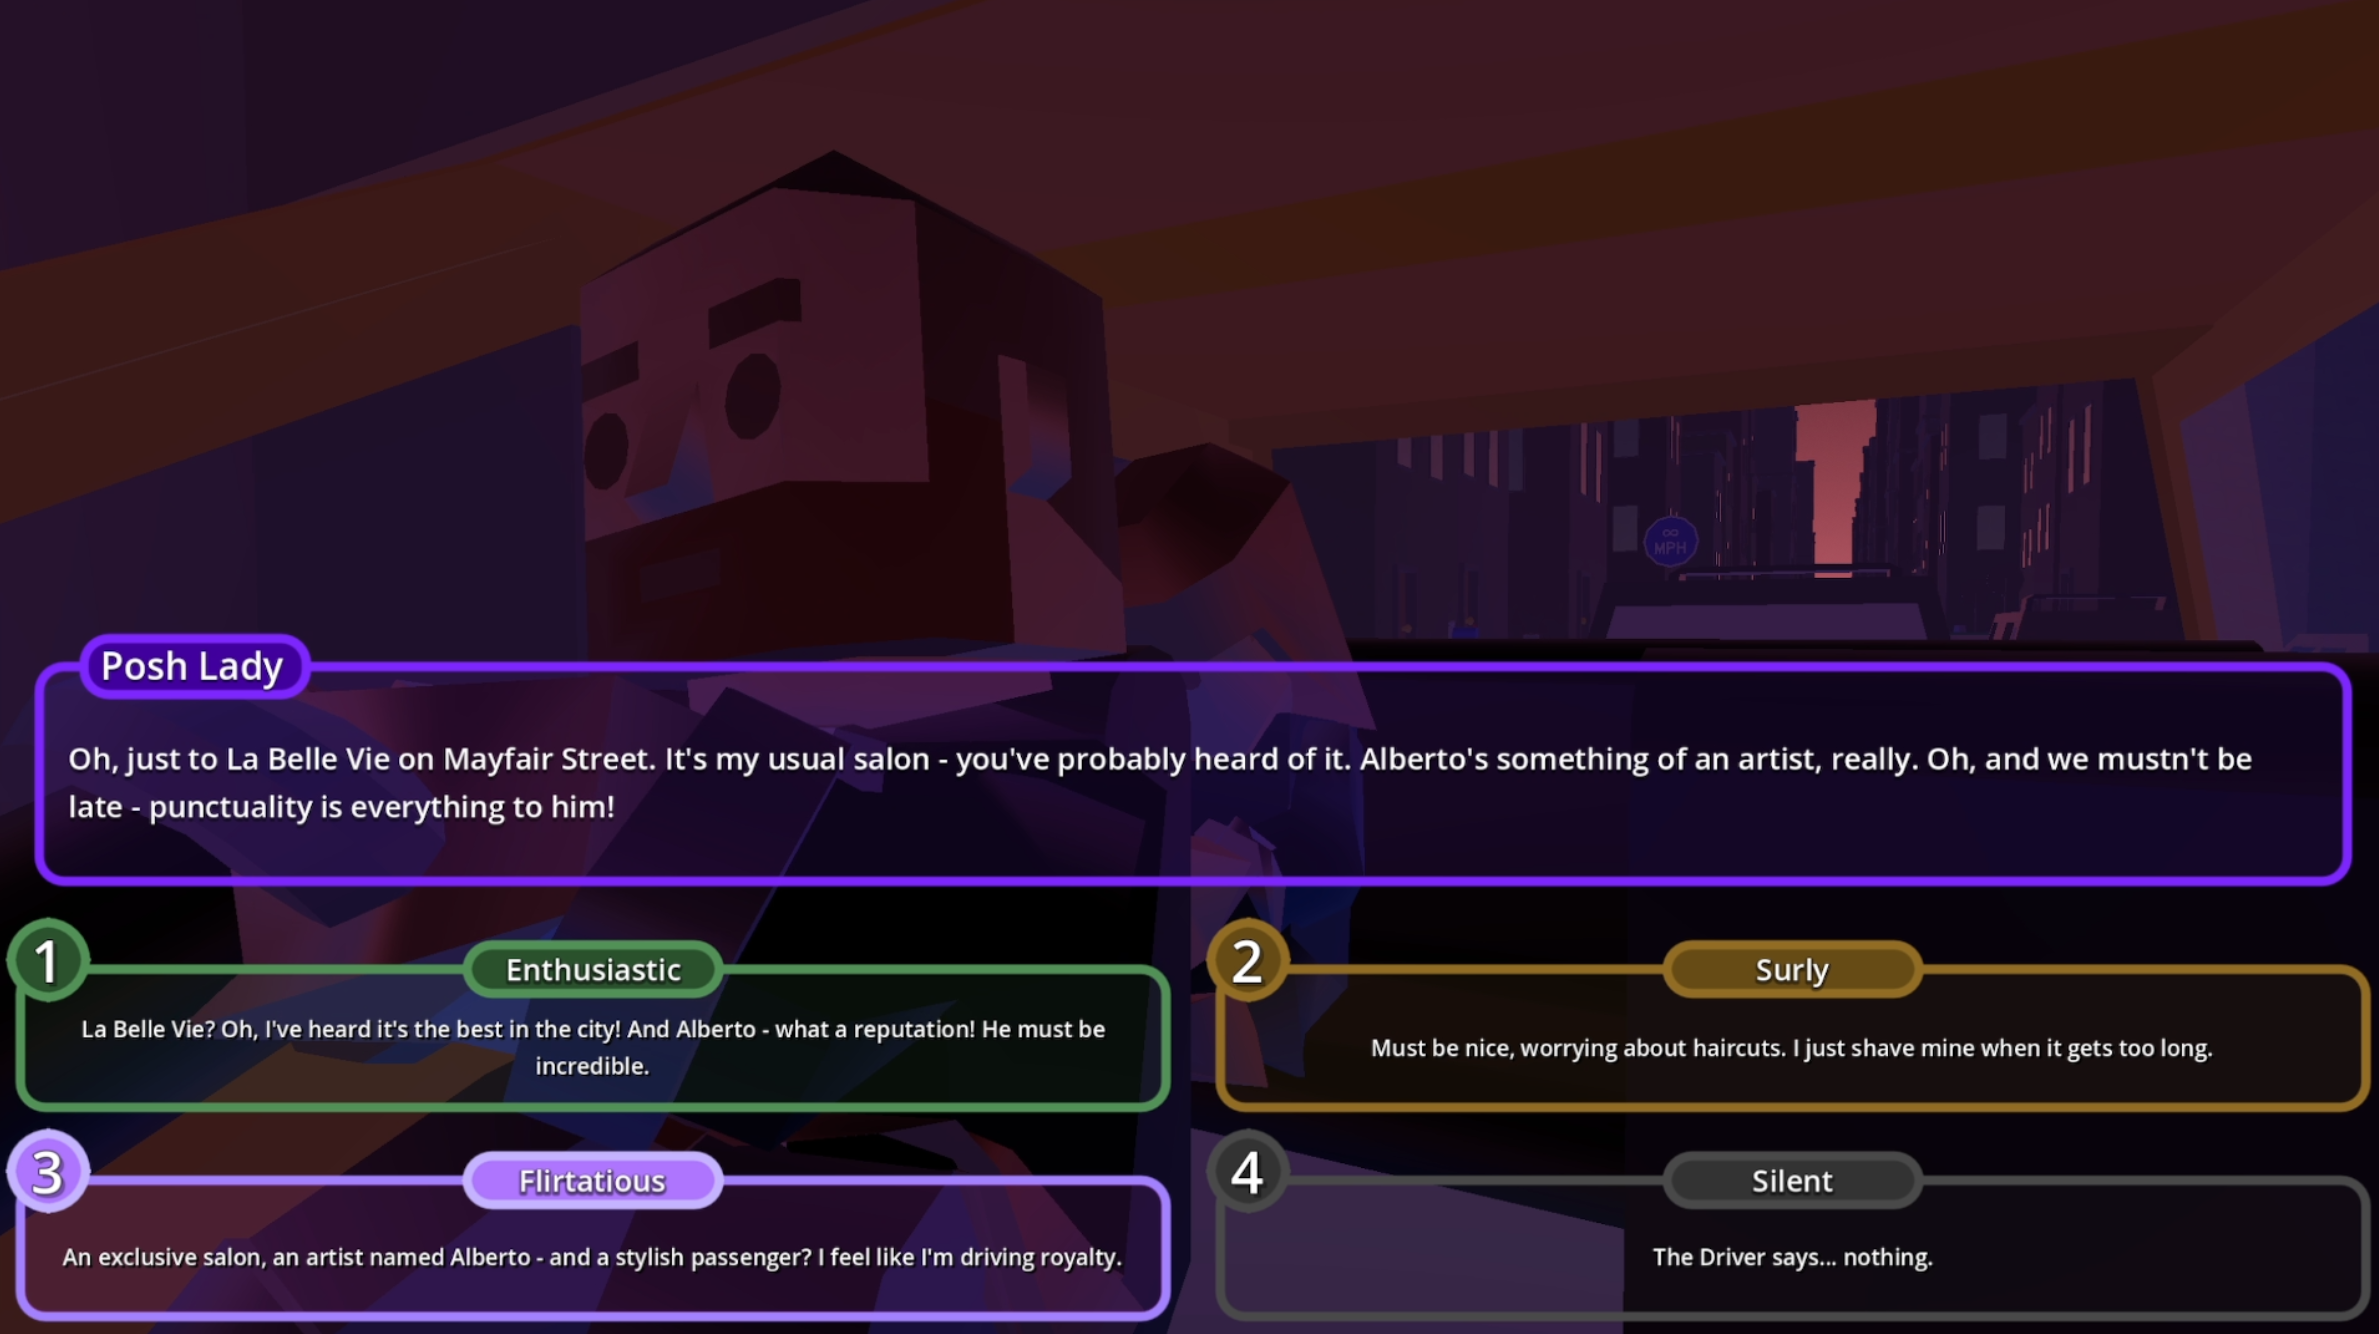 ∞
MPH
Posh Lady
Oh, just to La Belle Vie on Mayfair Street. It's my usual salon - you've probably heard of it. Alberto's something of an artist, really. Oh, and we mustn't be
late - punctuality is everything to him!
1
Enthusiastic
La Belle Vie? Oh, I've heard it's the best in the city! And Alberto - what a reputation! He must be
incredible.
2
Surly
Must be nice, worrying about haircuts. I just shave mine when it gets too long.
3
Flirtatious
An exclusive salon, an artist named Alberto - and a stylish passenger? I feel like I'm driving royalty.
4
Silent
The Driver says... nothing.